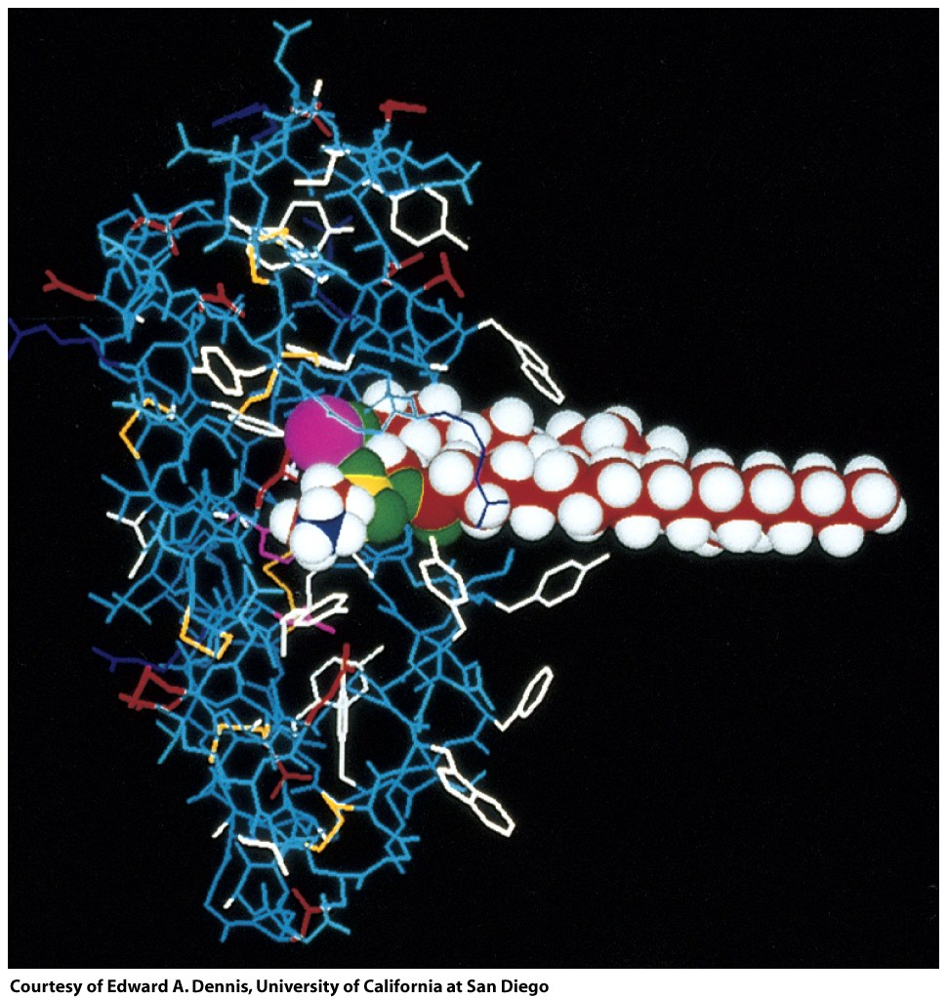 Courtesy of Edward A. Dennis, University of California at San Diego